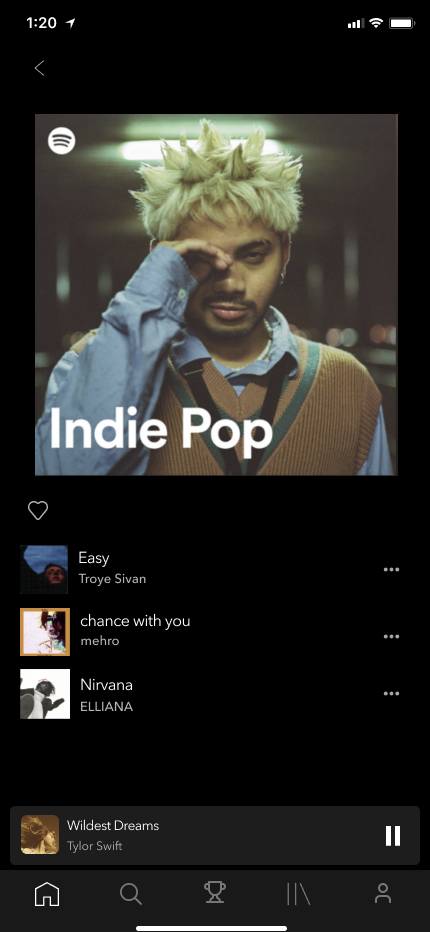 1:20
Indie Pop
Easy
Troye Sivan
chance with you
mehro
Nirvana
ELLIANA
Wildest Dreams
Tylor Swift